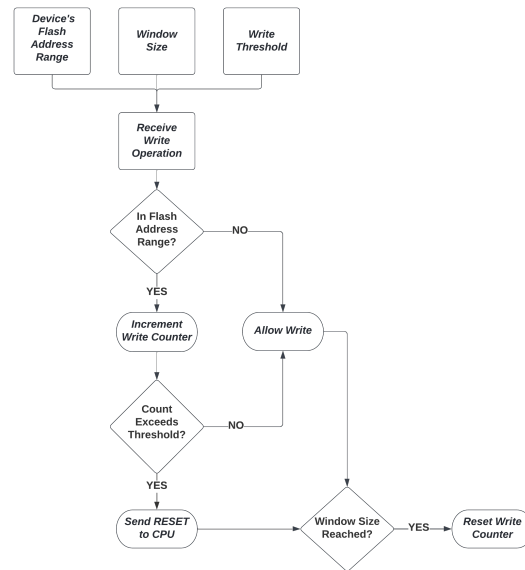 Device's
Flash
Address
Range
Window
Size
Write
Threshold
Receive
Write
Operation
In Flash
Address
Range?
NO
YES
Increment
Write Counter
Allow Write
Count
Exceeds
Threshold?
NO
YES
Send RESET
to CPU
Window Size
Reached?
YES
Reset Write
Counter